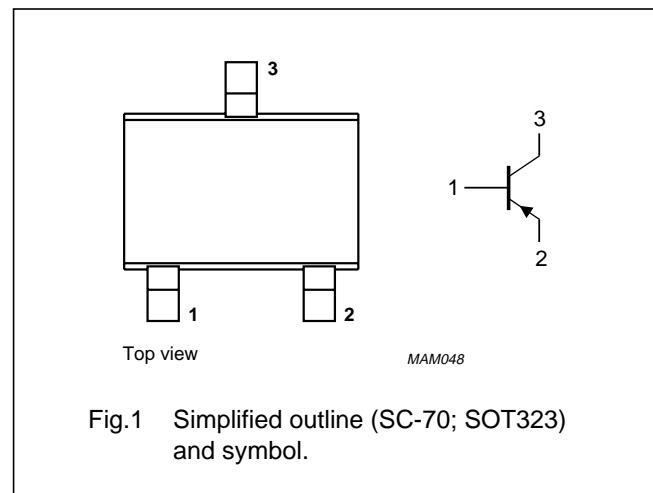 3
3
1
2
1
2
Top view
MAM048
Fig.1 Simplified outline (SC-70; SOT323)
and symbol.